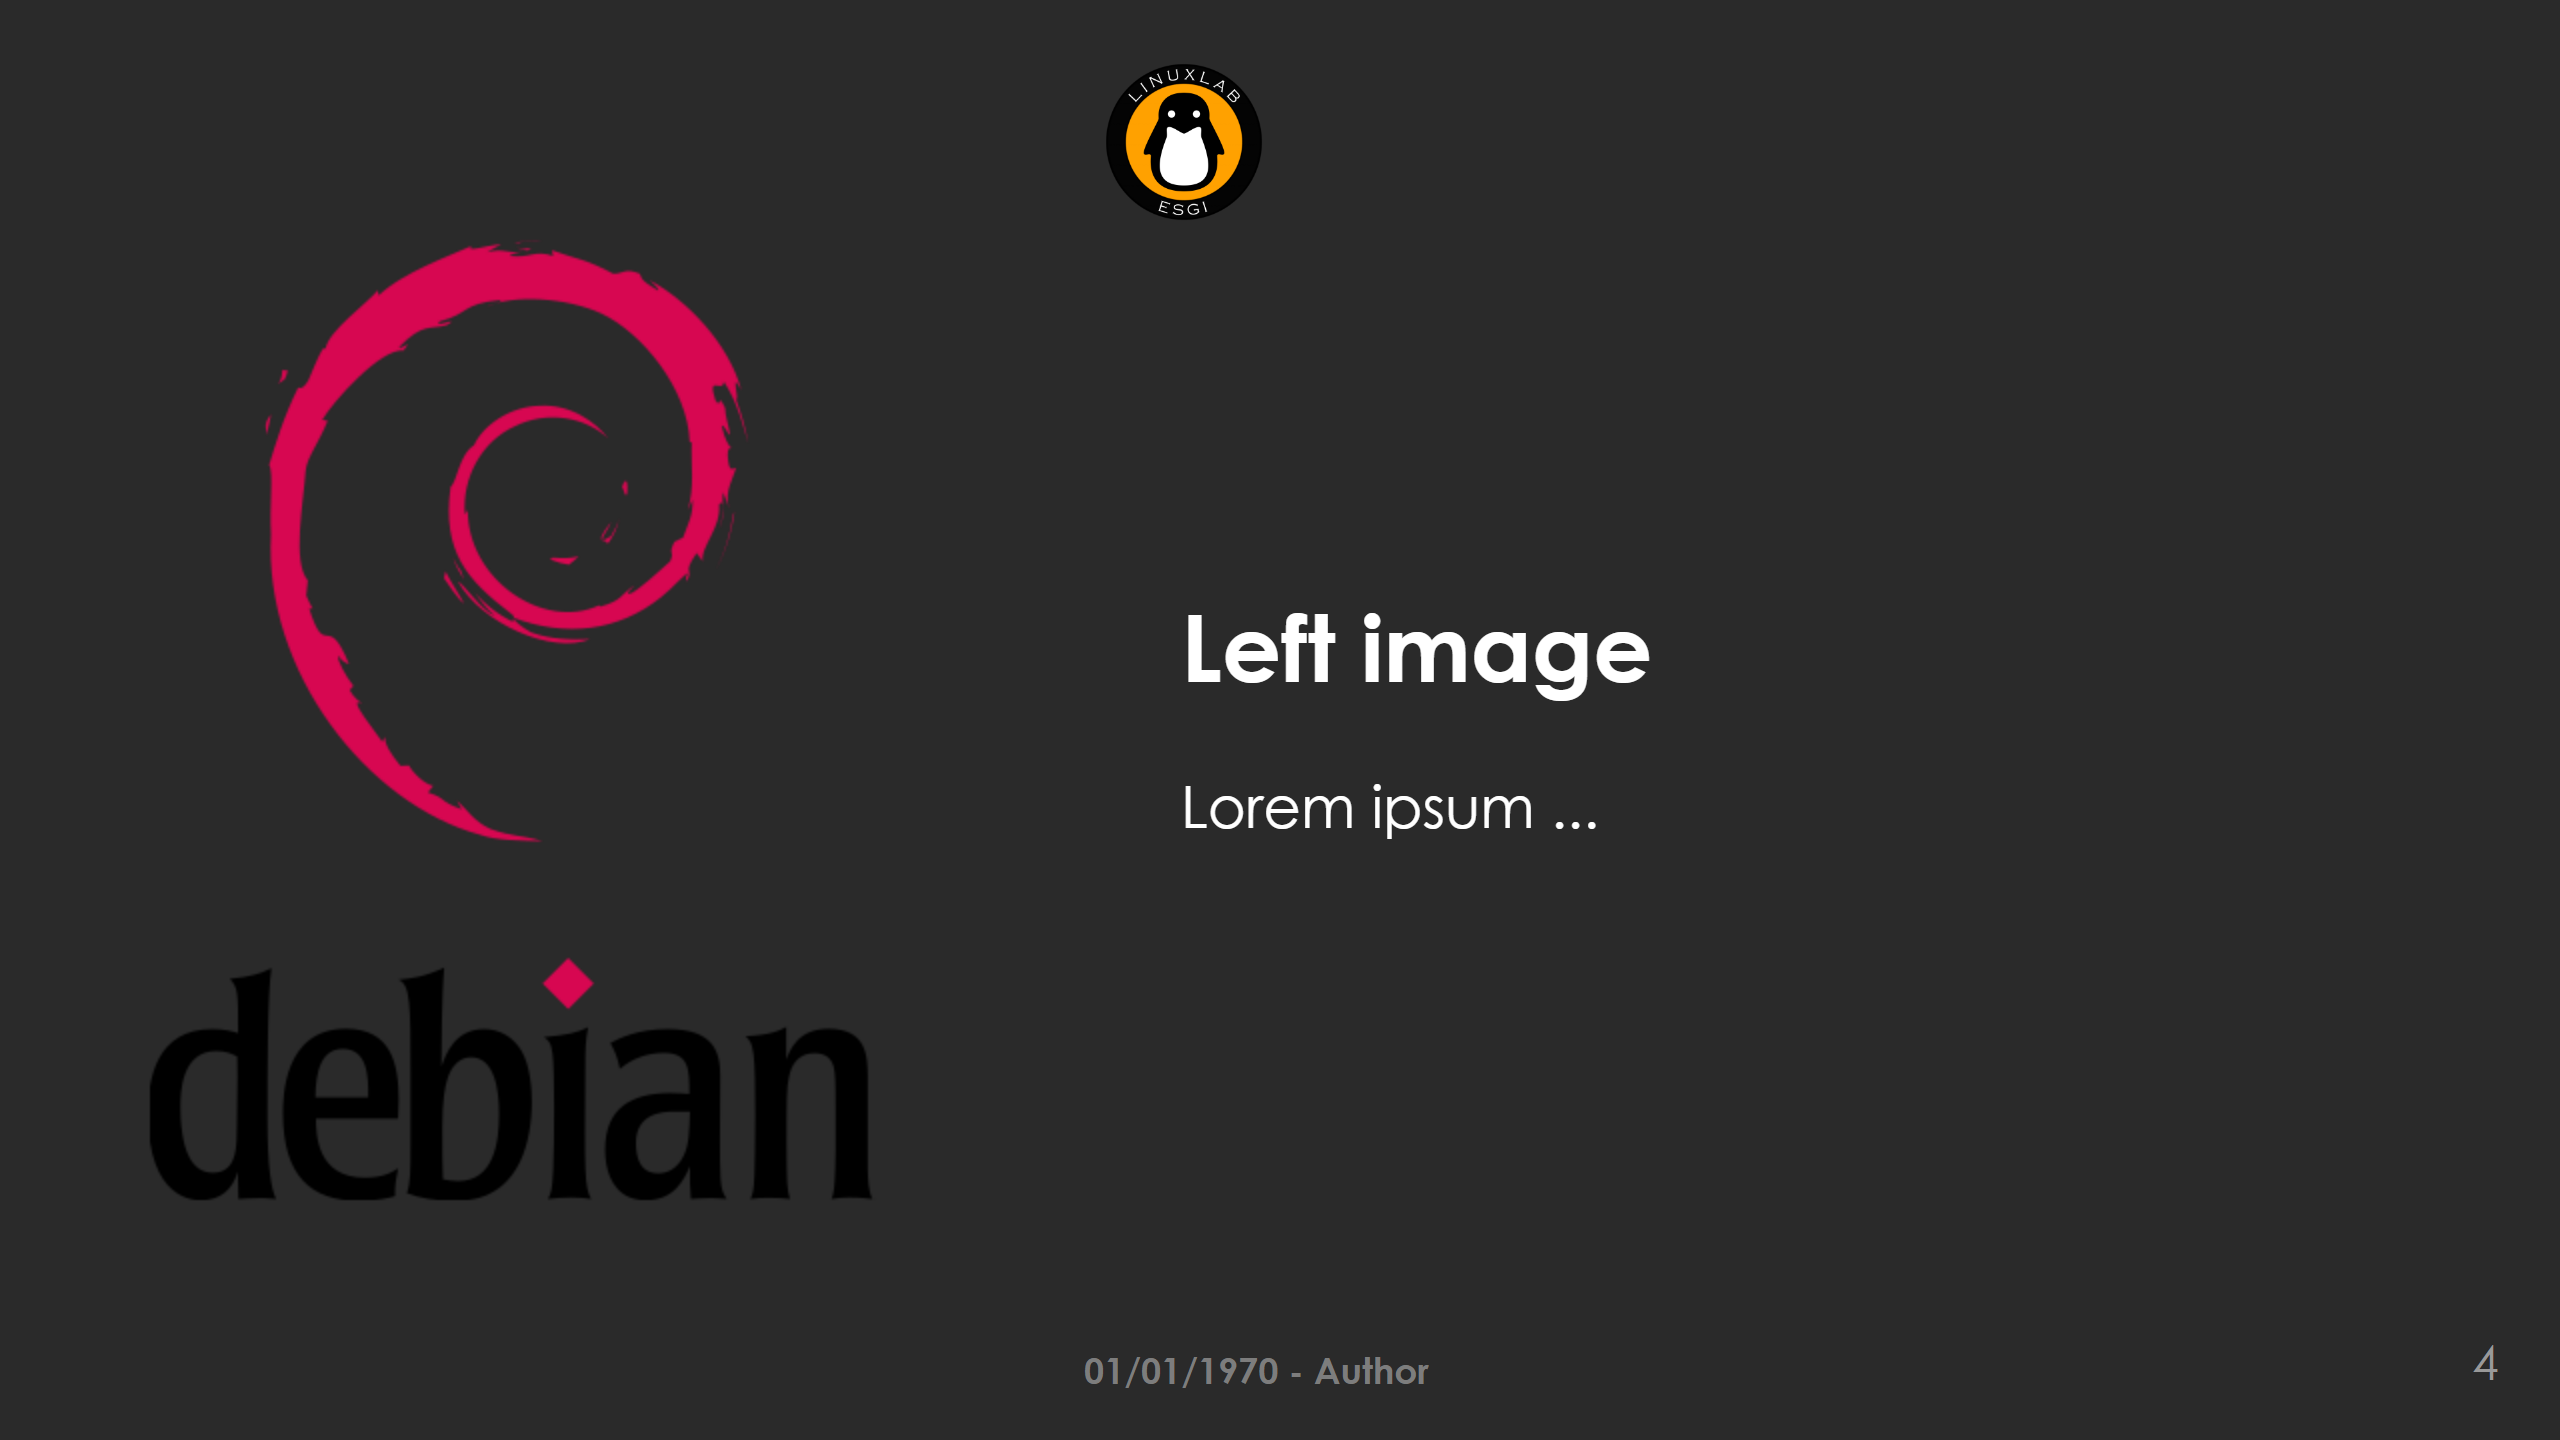 LINUXLAB
ESGI
debian
Left image
Lorem ipsum ...
01/01/1970 - Author
4